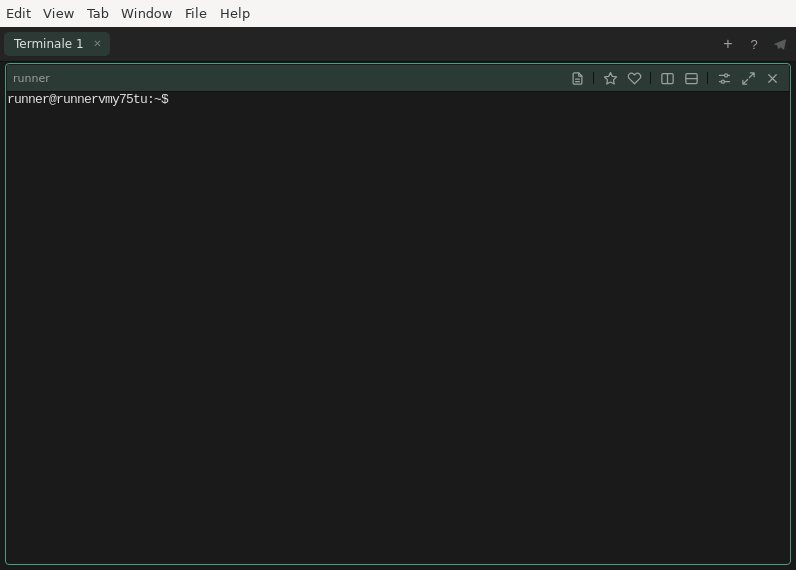 Edit View Tab Window File Help
Terminale 1 × + ?
runner
runner@runnervmy75tu:~$